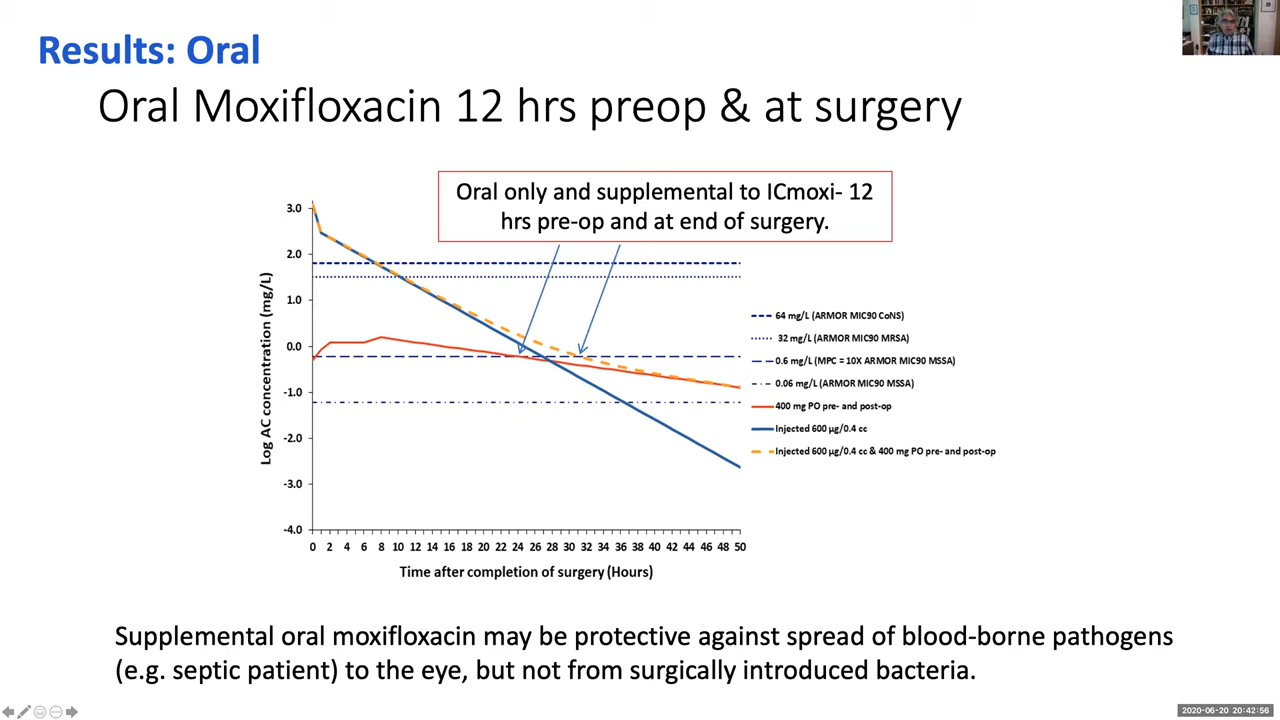 Results: Oral
Oral Moxifloxacin 12 hrs preop & at surgery
Oral only and supplemental to ICmoxi- 12
hrs pre-op and at end of surgery.
Log AC concentration (mg/L)
3.0
2.0
1.0
0.0
-1.0
-2.0
-3.0
-4.0
0 2 4 6 8 10 12 14 16 18 20 22 24 26 28 30 32 34 36 38 40 42 44 46 48 50
Time after completion of surgery (Hours)
64 mg/L (ARMOR MIC90 CoNS)
32 mg/L (ARMOR MIC90 MRSA)
0.6 mg/L (MPC = 10X ARMOR MIC90 MSSA)
0.06 mg/L (ARMOR MIC90 MSSA)
400 mg PO pre- and post-op
Injected 600 µg/0.4 cc
Injected 600 µg/0.4 cc & 400 mg PO pre- and post-op
Supplemental oral moxifloxacin may be protective against spread of blood-borne pathogens
(e.g. septic patient) to the eye, but not from surgically introduced bacteria.
2020-06-20 20:42:56